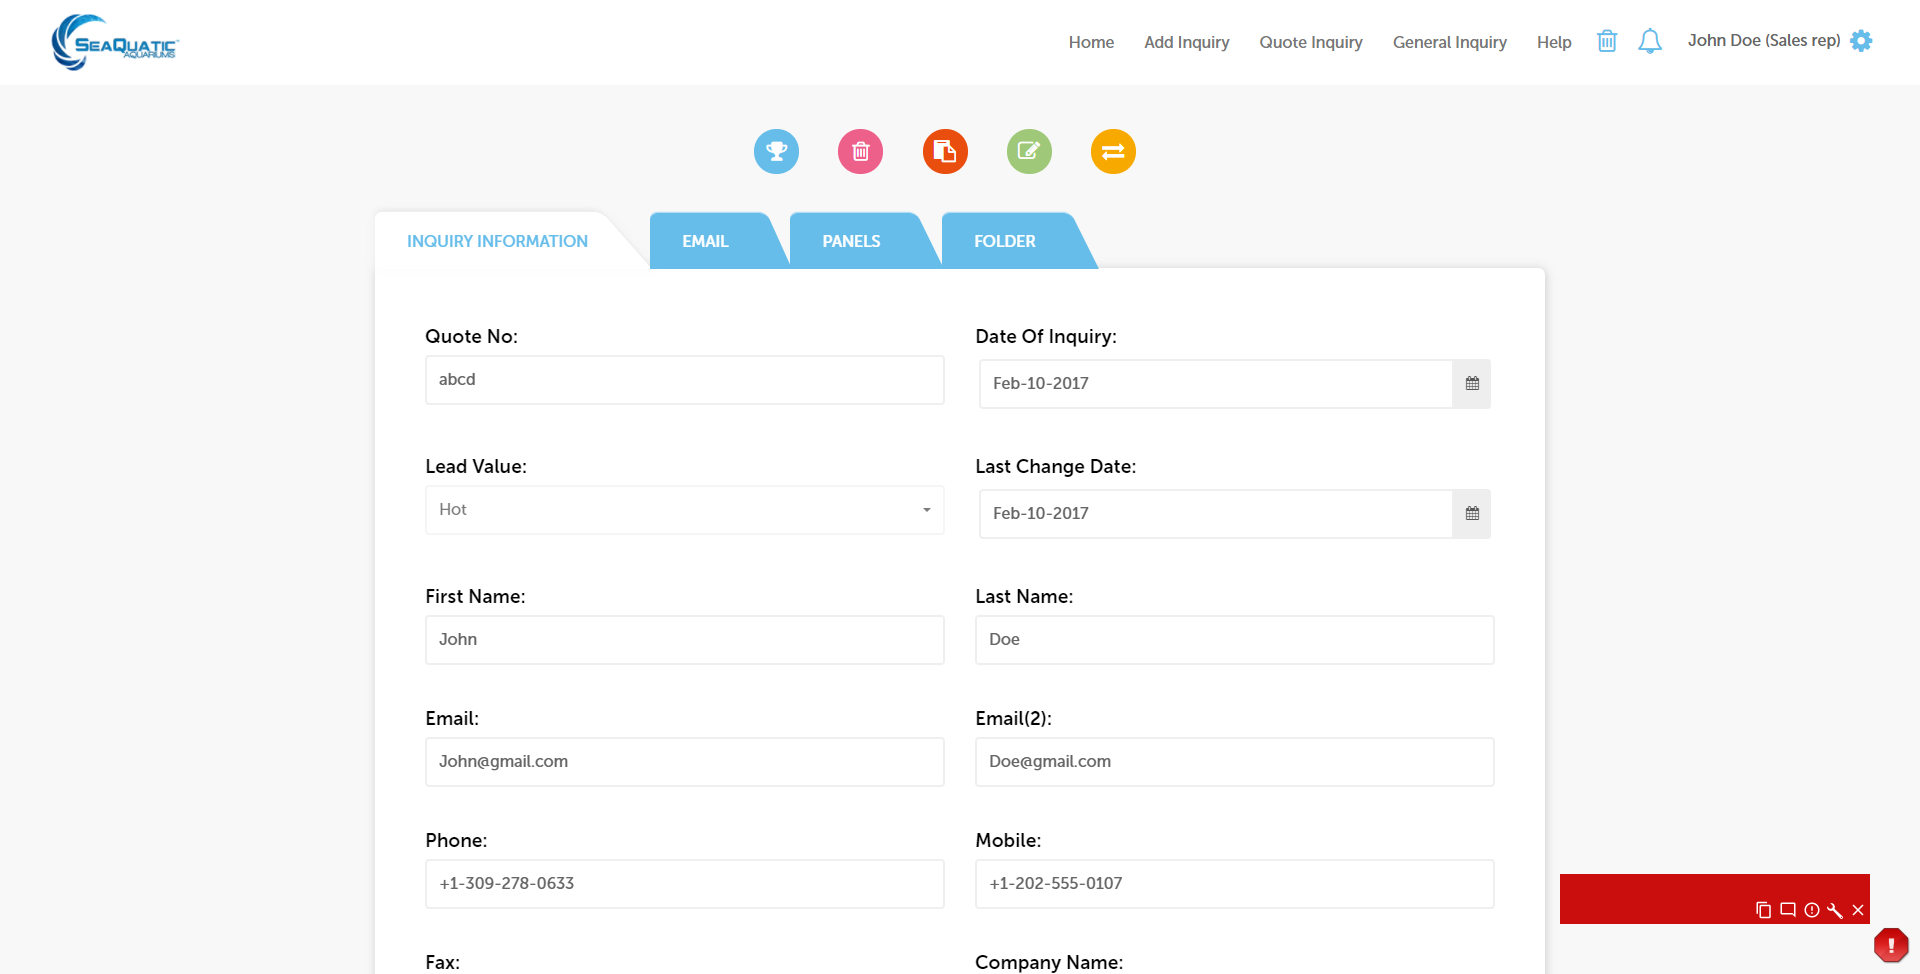 SEAQUATIC™
AQUARIUMS
Home Add Inquiry Quote Inquiry General Inquiry Help John Doe (Sales rep)
INQUIRY INFORMATION EMAIL PANELS FOLDER
Quote No: Date Of Inquiry:
abcd Feb-10-2017
Lead Value: Last Change Date:
Hot Feb-10-2017
First Name: Last Name:
John Doe
Email: Email(2):
John@gmail.com Doe@gmail.com
Phone: Mobile:
+1-309-278-0633 +1-202-555-0107
Fax: Company Name: